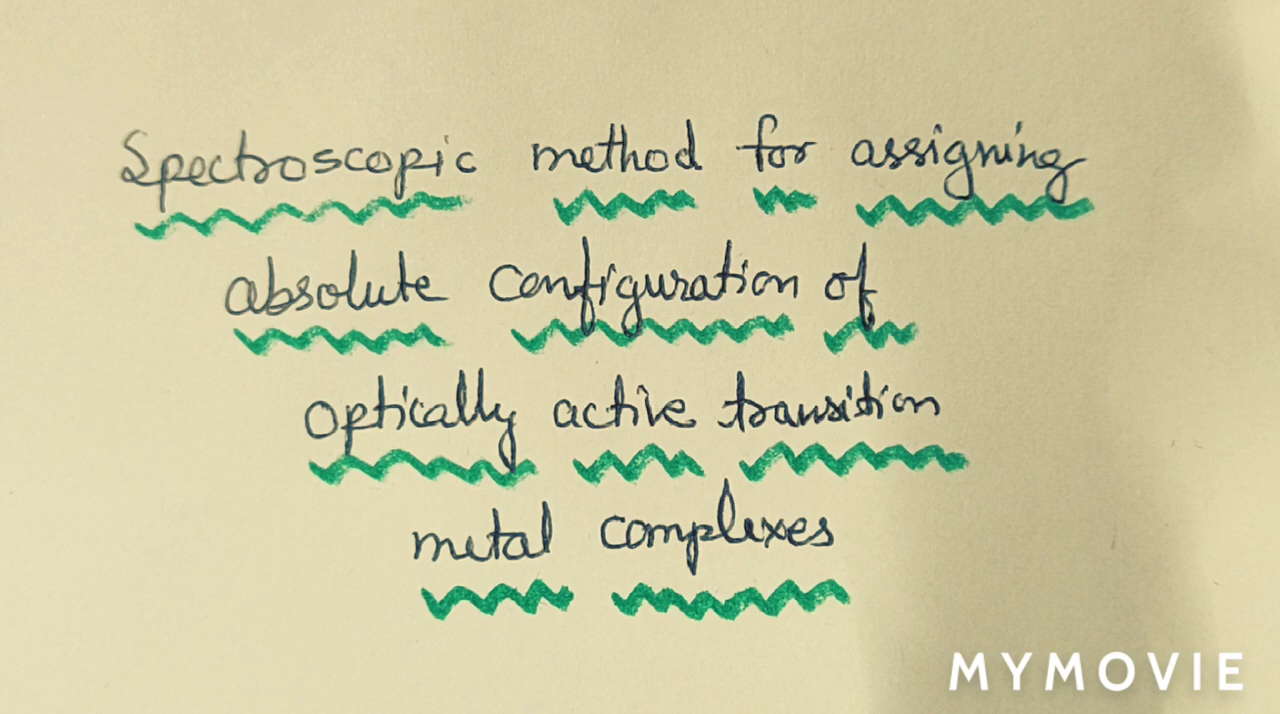 Spectroscopic method for assigning
absolute configuration of
optically active transition
metal complexes
MYMOVIE